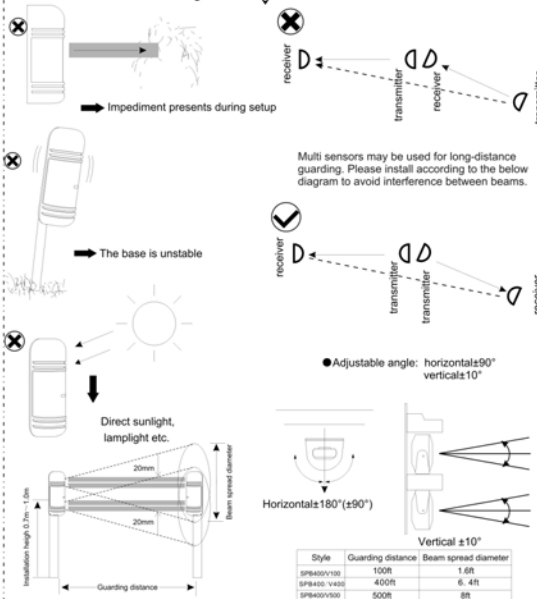 Impediment presents during setup
The base is unstable
Direct sunlight,
lamplight etc.
Installation heigh 0.7m~1.0m
20mm
20mm
Beam spread diameter
Guarding distance
receiver
transmitter
receiver
Multi sensors may be used for long-distance
guarding. Please install according to the below
diagram to avoid interference between beams.
receiver
transmitter
transmitter
receiver
●Adjustable angle: horizontal±90°
vertical±10°
Horizontal±180°(±90°)
Vertical ±10°
Style Guarding distance Beam spread diameter
SPB400/V100 100ft 1.6ft
SPB400/V400 400ft 6. 4ft
SPB400/V500 500ft 8ft